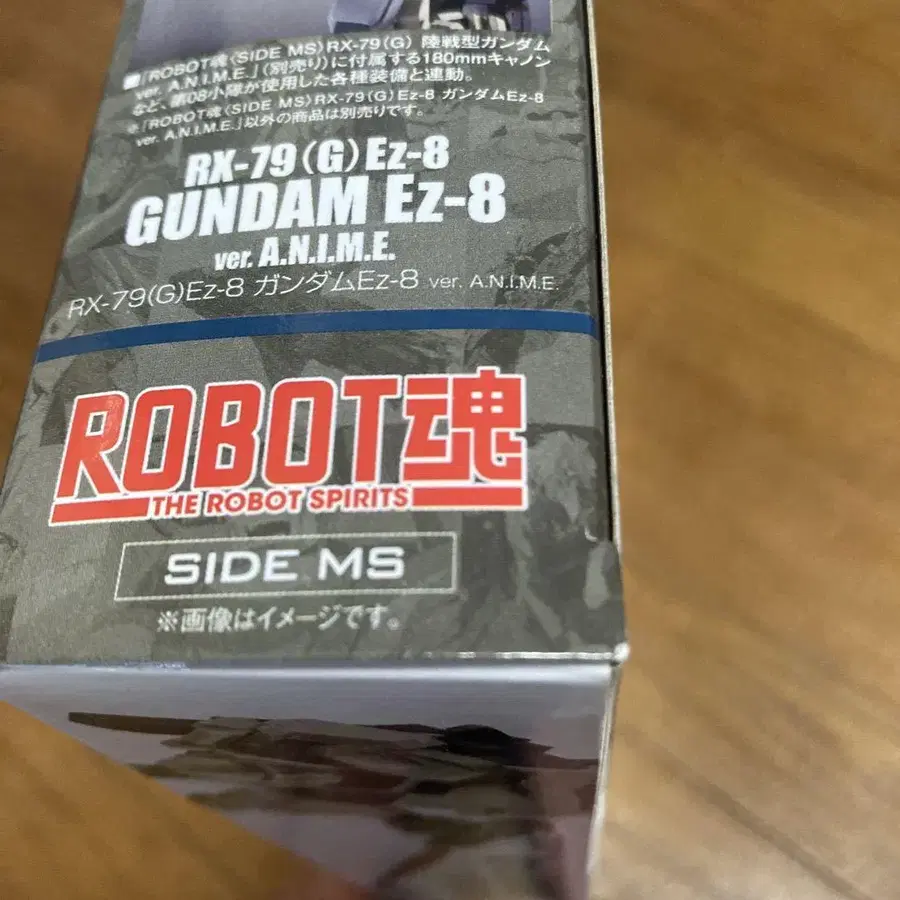 ■「ROBOT魂〈SIDE MS〉RX-79(G) 陸戦型ガンダム
ver. A.N.I.M.E.」(別売り)に付属する180mmキャノン
など、第08小隊が使用した各種装備と連動。
※「ROBOT魂〈SIDE MS〉RX-79(G)Ez-8 ガンダムEz-8
ver. A.N.I.M.E.」以外の商品は別売りです。
RX-79(G)Ez-8
GUNDAM Ez-8
ver. A.N.I.M.E.
RX-79(G)Ez-8 ガンダムEz-8 ver. A.N.I.M.E.
ROBOT魂
THE ROBOT SPIRITS
SIDE MS
※画像はイメージです。